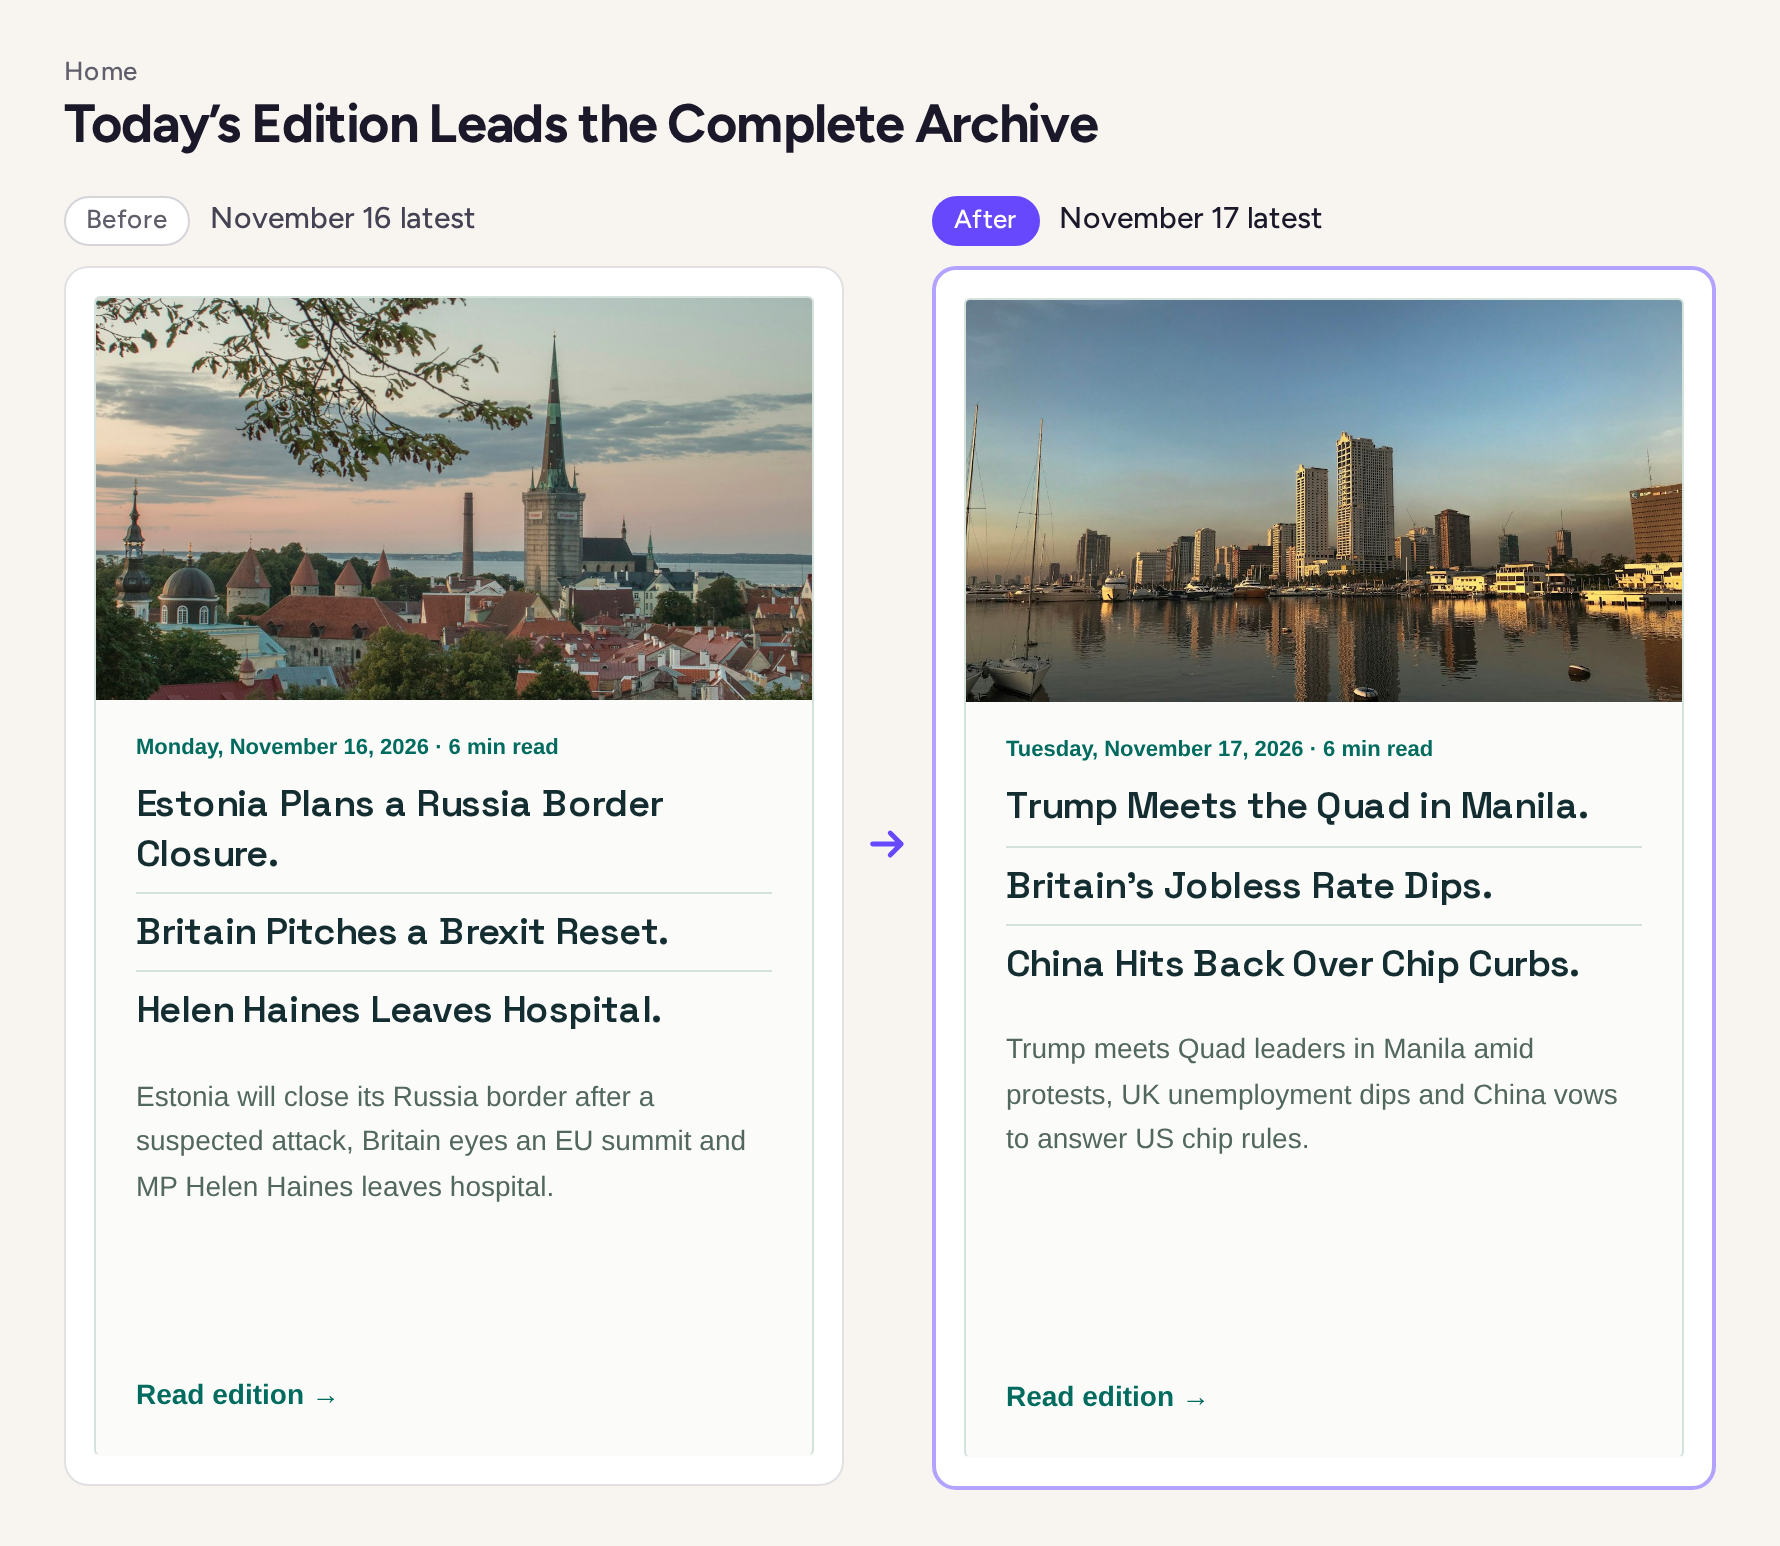 Home
Today’s Edition Leads the Complete Archive
Before November 16 latest
Monday, November 16, 2026 · 6 min read
Estonia Plans a Russia Border
Closure.
Britain Pitches a Brexit Reset.
Helen Haines Leaves Hospital.
Estonia will close its Russia border after a
suspected attack, Britain eyes an EU summit and
MP Helen Haines leaves hospital.
Read edition →
After November 17 latest
Tuesday, November 17, 2026 · 6 min read
Trump Meets the Quad in Manila.
Britain’s Jobless Rate Dips.
China Hits Back Over Chip Curbs.
Trump meets Quad leaders in Manila amid
protests, UK unemployment dips and China vows
to answer US chip rules.
Read edition →